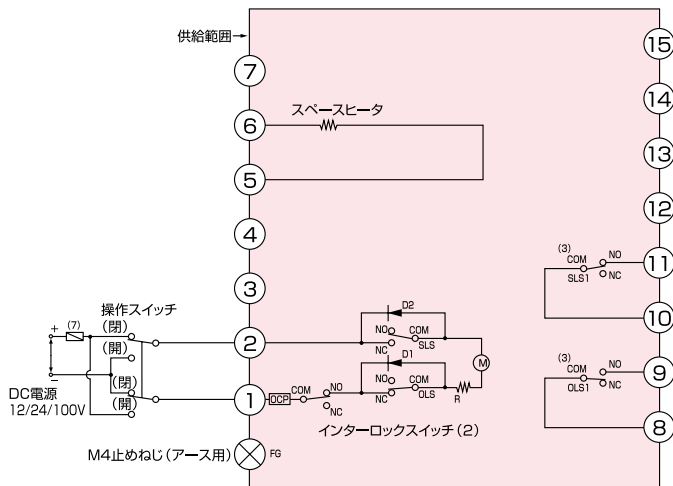 供給範囲
15
7
14
スペースヒータ
6
13
5
12
4
(3)
COM
NO
11
SLS1
NC
3
操作スイッチ
10
D2
+
(7)
(閉)
NO
COM
2
NC
SLS
(開)
D1
M
(3)
COM
NO
9
OLS1
NC
−
(閉)
NO
COM
DC電源
12/24/100V
(開)
1
OCP
COM
NO
NC
NC
OLS
R
8
インターロックスイッチ(2)
M4止めねじ(アース用)
FG